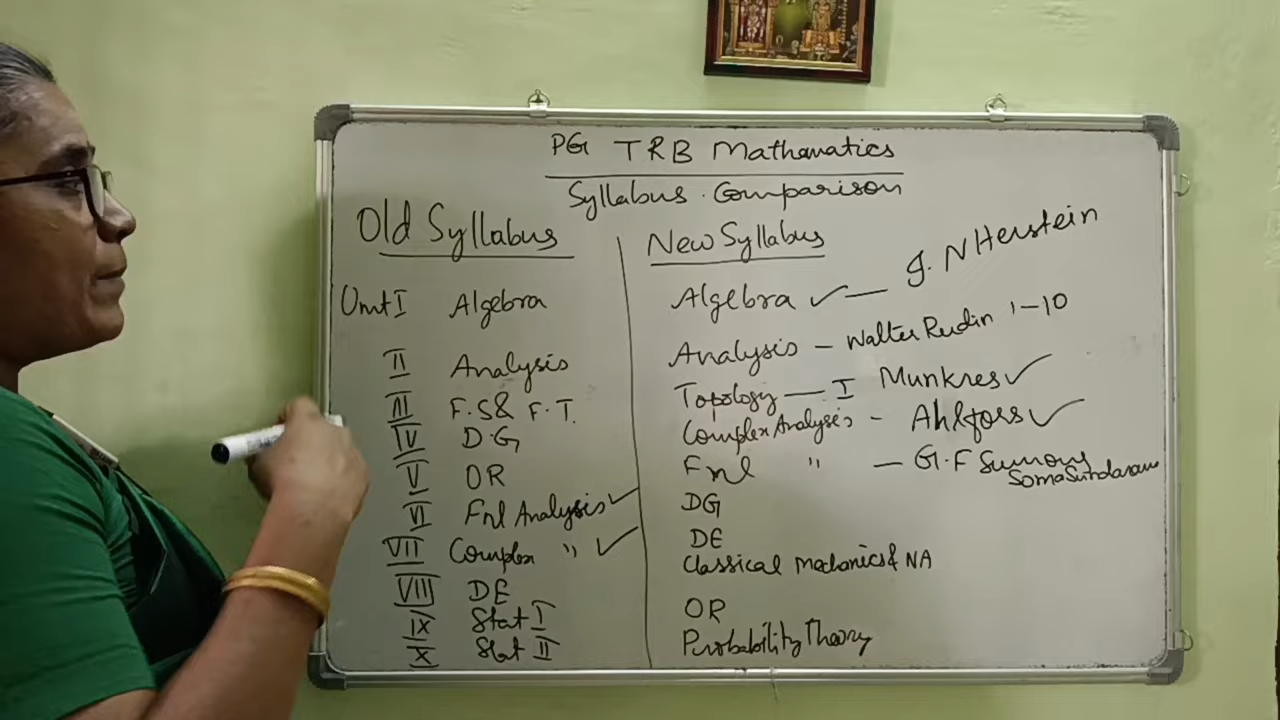 PG TRB Mathematics
Syllabus Comparison
Old Syllabus
Unit I Algebra
II Analysis
III F.S & F.T.
IV D.G
V OR
VI Fnl Analysis ✓
VII Complex " ✓
VIII DE
IX Stat I
X Stat II
New Syllabus
Algebra ✓ — I. N Herstein
Analysis — Walter Rudin 1-10
Topology — I Munkres ✓
Complex Analysis - Ahlfors ✓
Fnl " — G.F Somasundaram
DG
DE
Classical Mechanics & NA
OR
Probability Theory